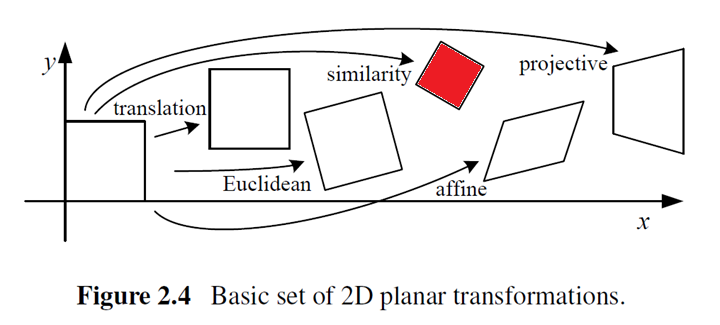 y
similarity
projective
translation
Euclidean
affine
x
Figure 2.4 Basic set of 2D planar transformations.